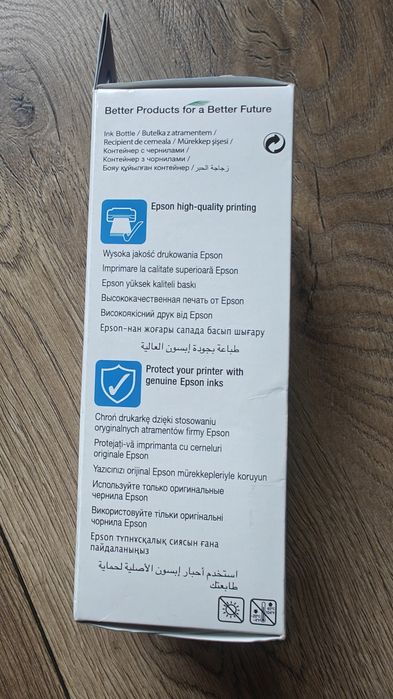 Better Products for a Better Future
Ink Bottle / Butelka z atramentem /
Recipient de cerneala / Mürekkep şişesi /
Контейнер с чернилами /
Контейнер з чорнилами /
Бояу құйылған контейнер / زجاجة الحبر
Epson high-quality printing
Wysoka jakość drukowania Epson
Imprimare la calitate superioară Epson
Epson yüksek kaliteli baskı
Высококачественная печать от Epson
Високоякісний друк від Epson
Epson-нан жоғары сапада басып шығару
طباعة بجودة إبسون العالية
Protect your printer with
genuine Epson inks
Chroń drukarkę dzięki stosowaniu
oryginalnych atramentów firmy Epson
Protejați-vă imprimanta cu cerneluri
originale Epson
Yazıcınızı orijinal Epson mürekkepleriyle koruyun
Используйте только оригинальные
чернила Epson
Використовуйте тільки оригінальні
чорнила Epson
Epson түпнұсқалық сиясын ғана
пайдаланыңыз
استخدم أحبار إبسون الأصلية لحماية
طابعتك